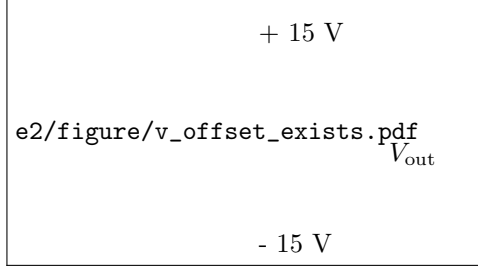 + 15 V
e2/figure/v_offset_exists.pdf
V_out
- 15 V